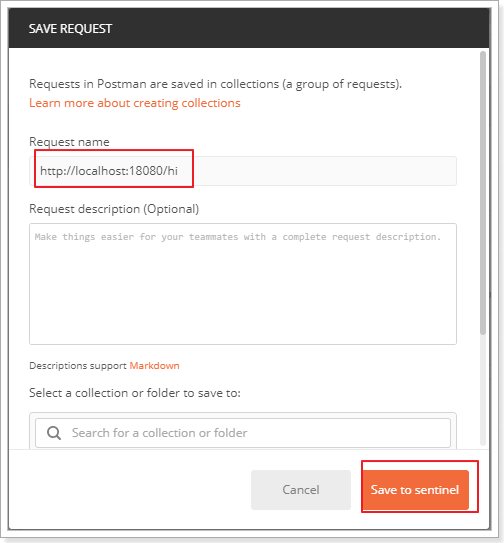 SAVE REQUEST
Requests in Postman are saved in collections (a group of requests).
Learn more about creating collections
Request name
http://localhost:18080/hi
Request description (Optional)
Make things easier for your teammates with a complete request description.
Descriptions support Markdown
Select a collection or folder to save to:
Search for a collection or folder
Cancel
Save to sentinel